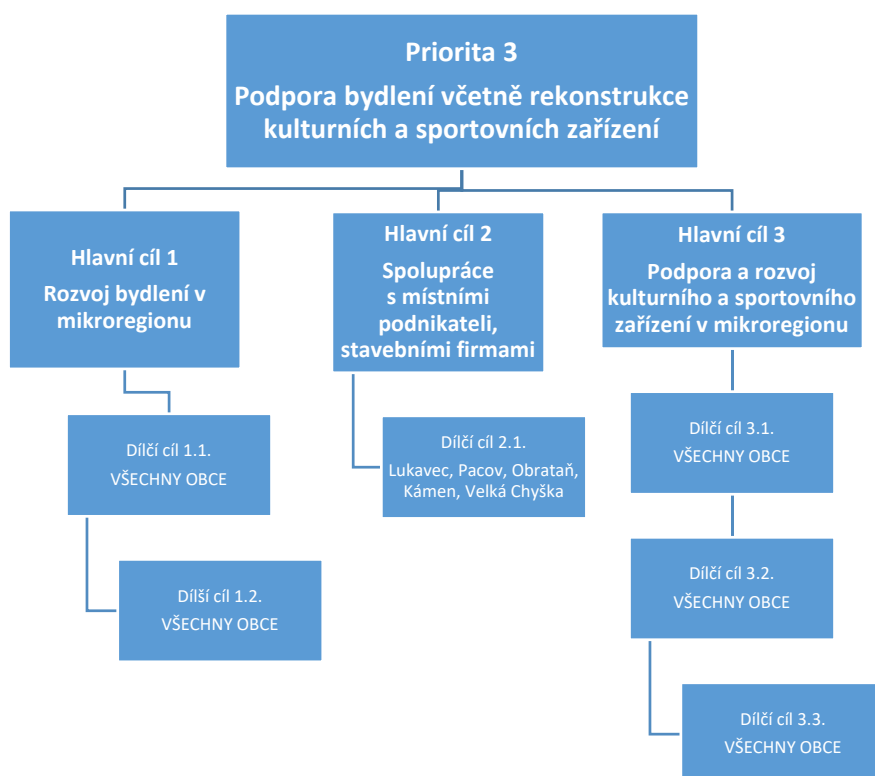 Priorita 3
Podpora bydlení včetně rekonstrukce
kulturních a sportovních zařízení
Hlavní cíl 1
Rozvoj bydlení v
mikroregionu
Dílčí cíl 1.1.
VŠECHNY OBCE
Dílší cíl 1.2.
VŠECHNY OBCE
Hlavní cíl 2
Spolupráce
s místními
podnikateli,
stavebními firmami
Dílčí cíl 2.1.
Lukavec, Pacov, Obrataň,
Kámen, Velká Chyška
Hlavní cíl 3
Podpora a rozvoj
kulturního a sportovního
zařízení v mikroregionu
Dílčí cíl 3.1.
VŠECHNY OBCE
Dílčí cíl 3.2.
VŠECHNY OBCE
Dílčí cíl 3.3.
VŠECHNY OBCE